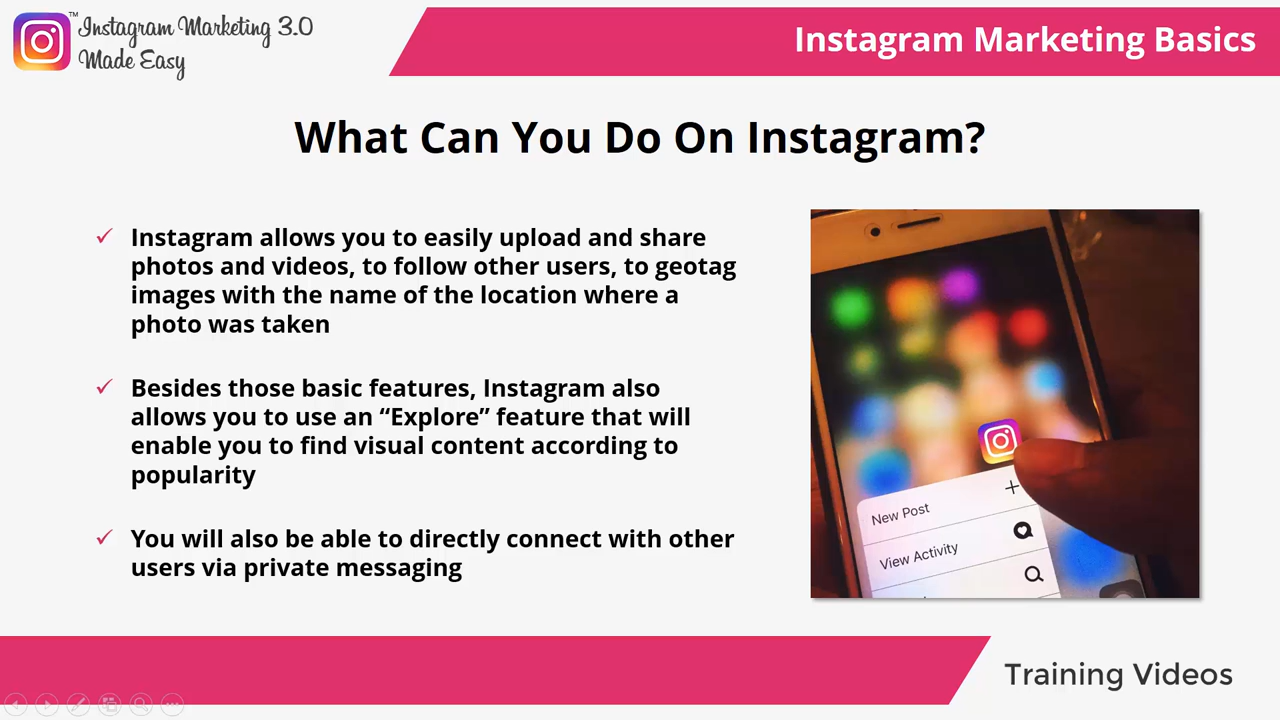 Instagram Marketing 3.0
Made Easy
TM
Instagram Marketing Basics
What Can You Do On Instagram?
Instagram allows you to easily upload and share
photos and videos, to follow other users, to geotag
images with the name of the location where a
photo was taken
Besides those basic features, Instagram also
allows you to use an “Explore” feature that will
enable you to find visual content according to
popularity
You will also be able to directly connect with other
users via private messaging
New Post
View Activity
Training Videos